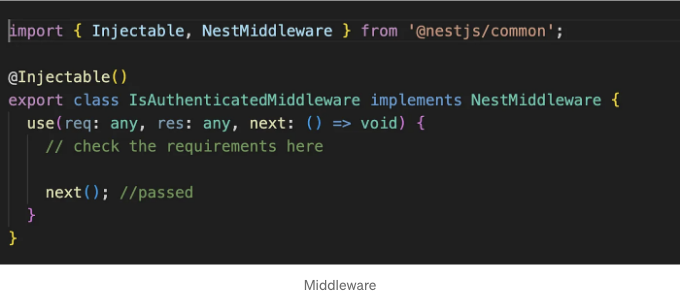 import { Injectable, NestMiddleware } from '@nestjs/common';
@Injectable()
export class IsAuthenticatedMiddleware implements NestMiddleware {
use(req: any, res: any, next: () => void) {
// check the requirements here
next(); //passed
}
}
Middleware